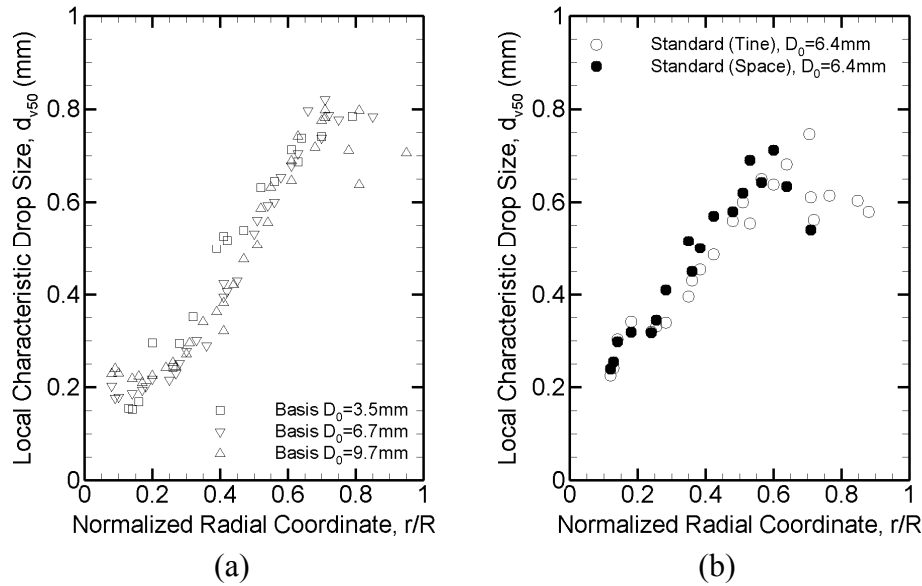 1
0.8
0.6
0.4
0.2
0
0 0.2 0.4 0.6 0.8 1
Local Characteristic Drop Size, dv50 (mm)
Normalized Radial Coordinate, r/R
Basis D0=3.5mm
Basis D0=6.7mm
Basis D0=9.7mm
(a)
1
0.8
0.6
0.4
0.2
0
0 0.2 0.4 0.6 0.8 1
Local Characteristic Drop Size, dv50 (mm)
Normalized Radial Coordinate, r/R
Standard (Tine), D0=6.4mm
Standard (Space), D0=6.4mm
(b)